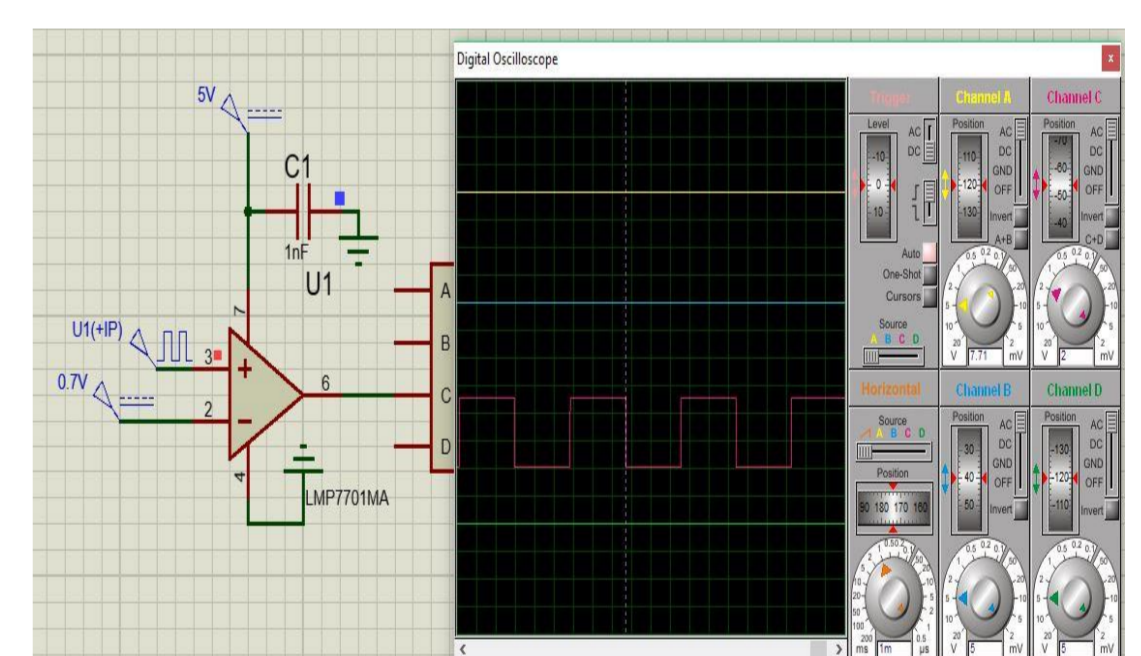 Digital Oscilloscope
x
5V
C1
1nF
U1
U1(+IP)
0.7V
7
3
2
6
4
LMP7701MA
A
B
C
D
Trigger
Level
AC
DC
-10
0
10
Auto
One-Shot
Cursors
Source
A B C D
Channel A
Position
AC
DC
GND
OFF
Invert
A+B
-110
-120
-130
V
7.71
mV
Channel C
Position
AC
DC
GND
OFF
Invert
C+D
-70
-60
-50
-40
V
2
mV
Horizontal
Source
A B C D
Position
90 180 170 160
ms
1m
µs
Channel B
Position
AC
DC
GND
OFF
Invert
30
40
50
V
5
mV
Channel D
Position
AC
DC
GND
OFF
Invert
-130
-120
-110
V
5
mV